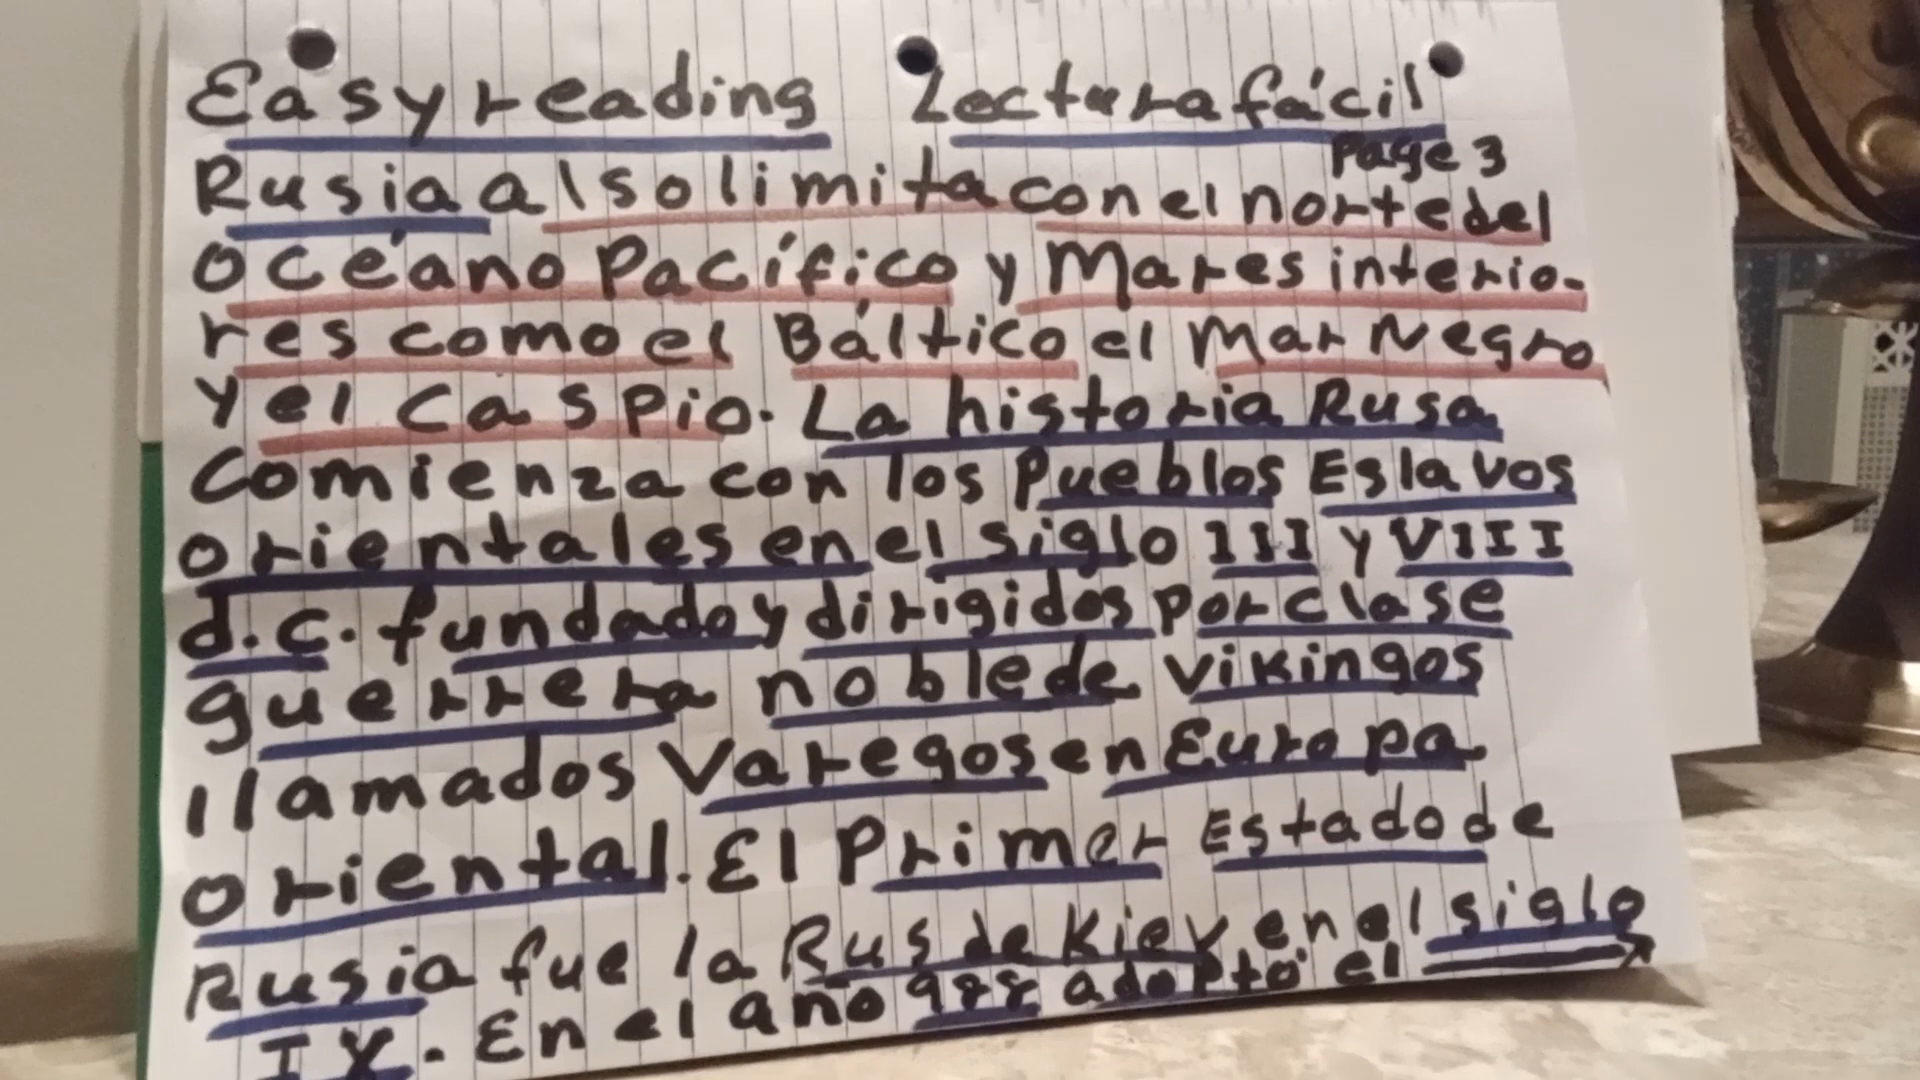 Easy reading Lectura fácil
Page 3
Rusia also limita con el norte del
océano Pacífico y Mares interio-
res como el Báltico el Mar Negro
y el Caspio. La historia Rusa
Comienza con los Pueblos Eslavos
orientales en el siglo III y VIII
d.C. fundado y dirigidos por clase
guerrera noble de vikingos
llamados Varegos en Europa
oriental. El Primer Estado de
Rusia fue la Rus de Kiev en el siglo
IX. En el año 988 adoptó el